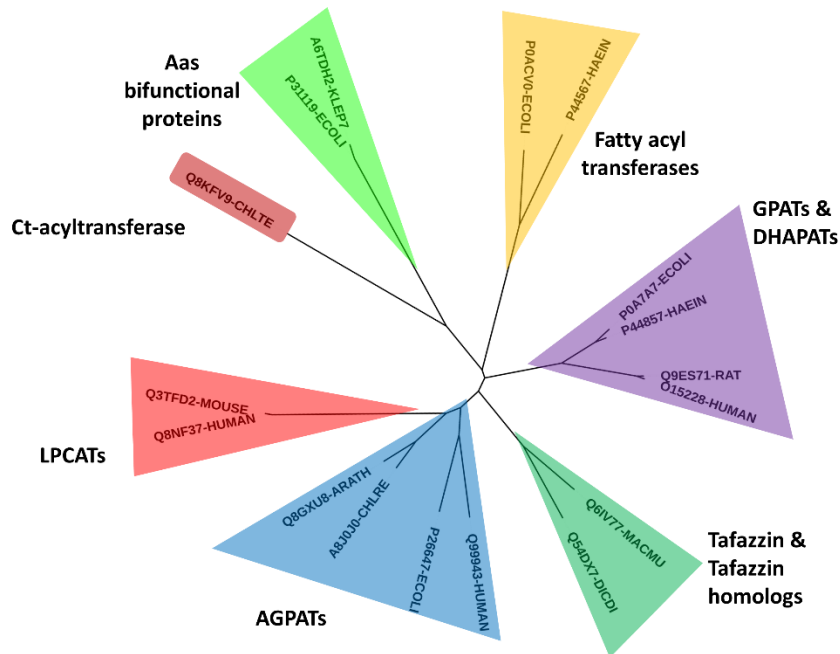 Aas
bifunctional
proteins
A6TDH2-KLEP7
P31119-ECOLI
P0ACV0-ECOLI
P44567-HAEIN
Fatty acyl
transferases
Q8KFV9-CHLTE
Ct-acyltransferase
GPATs &
DHAPATs
P0A7A7-ECOLI
P44857-HAEIN
Q9ES71-RAT
O15228-HUMAN
Q3TFD2-MOUSE
Q8NF37-HUMAN
LPCATs
Q8GXU8-ARATH
A8J0J0-CHLRE
P26647-ECOLI
Q99943-HUMAN
AGPATs
Q6IV77-MACMU
Q54DX7-DICDI
Tafazzin &
Tafazzin
homologs